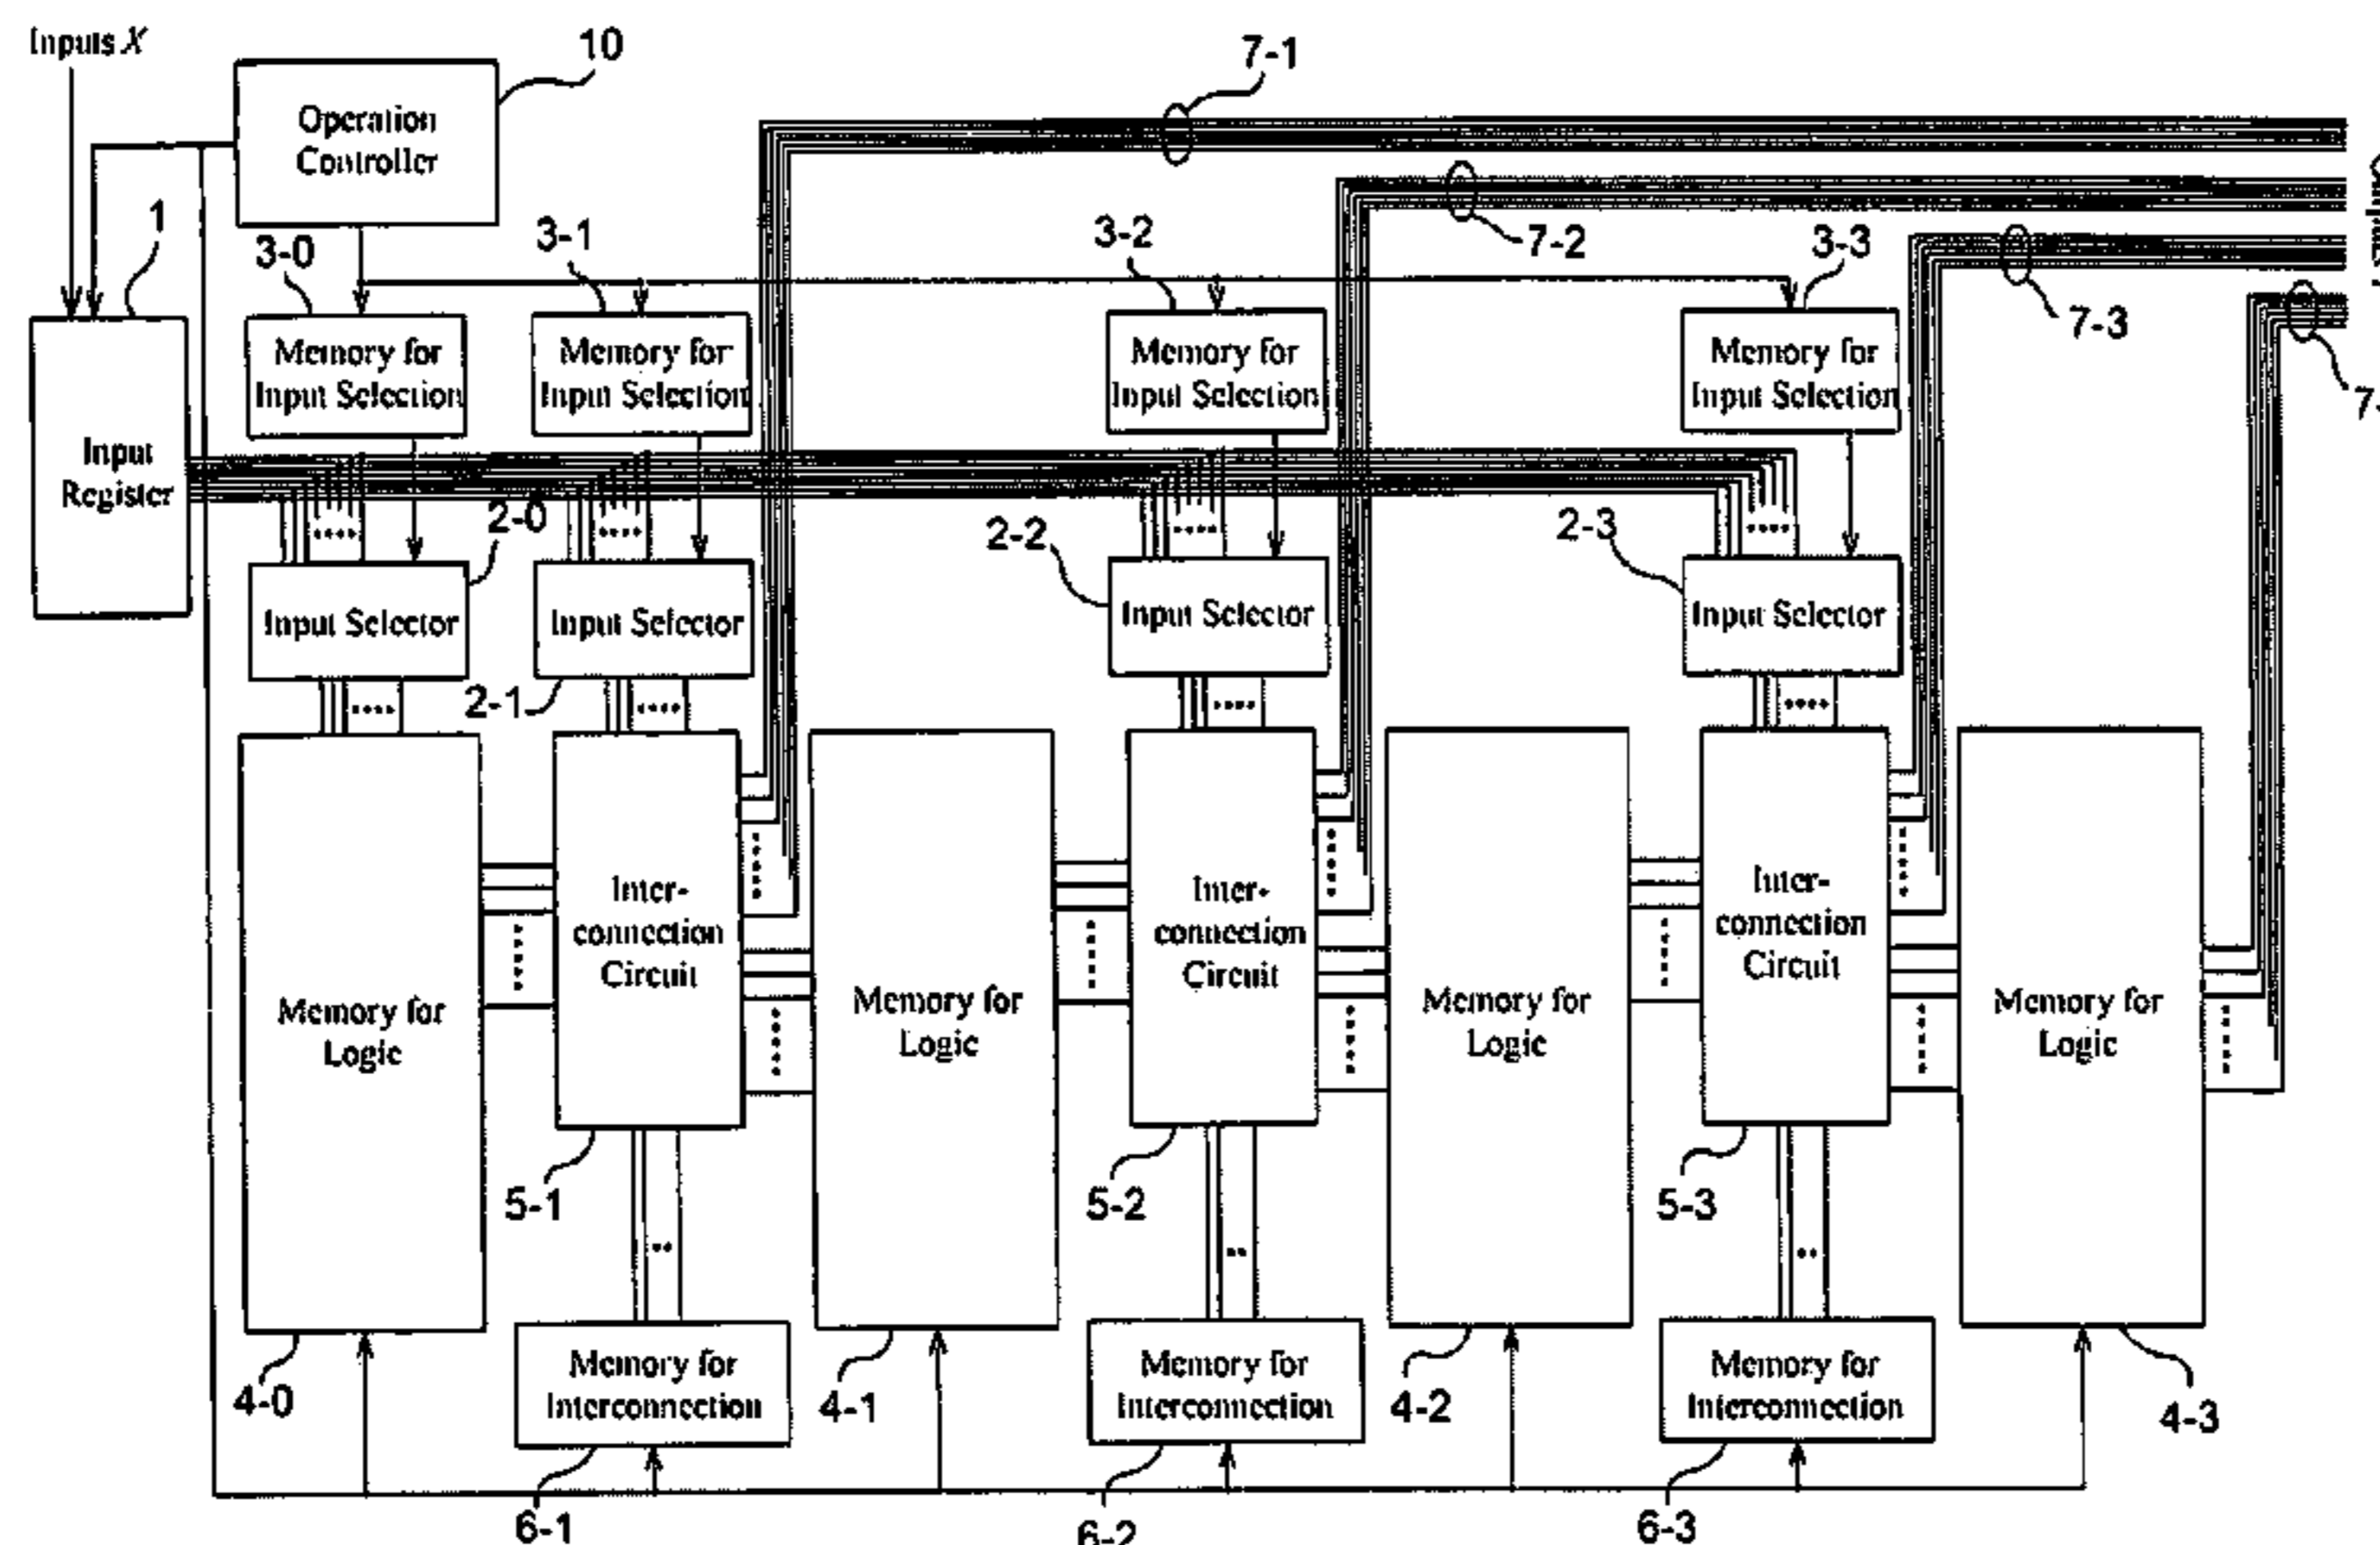 Inputs X
10
7-1
Operation
Controller
1
3-0
3-1
3-2
7-2
3-3
7-3
Memory for
Input Selection
Memory for
Input Selection
Memory for
Input Selection
Memory for
Input Selection
Input
Register
2-0
2-2
2-3
Input Selector
Input Selector
Input Selector
Input Selector
2-1
Inter-
connection
Circuit
Inter-
connection
Circuit
Inter-
connection
Circuit
Memory for
Logic
Memory for
Logic
Memory for
Logic
Memory for
Logic
5-1
5-2
5-3
Memory for
Interconnection
Memory for
Interconnection
Memory for
Interconnection
4-0
4-1
4-2
4-3
6-1
6-2
6-3